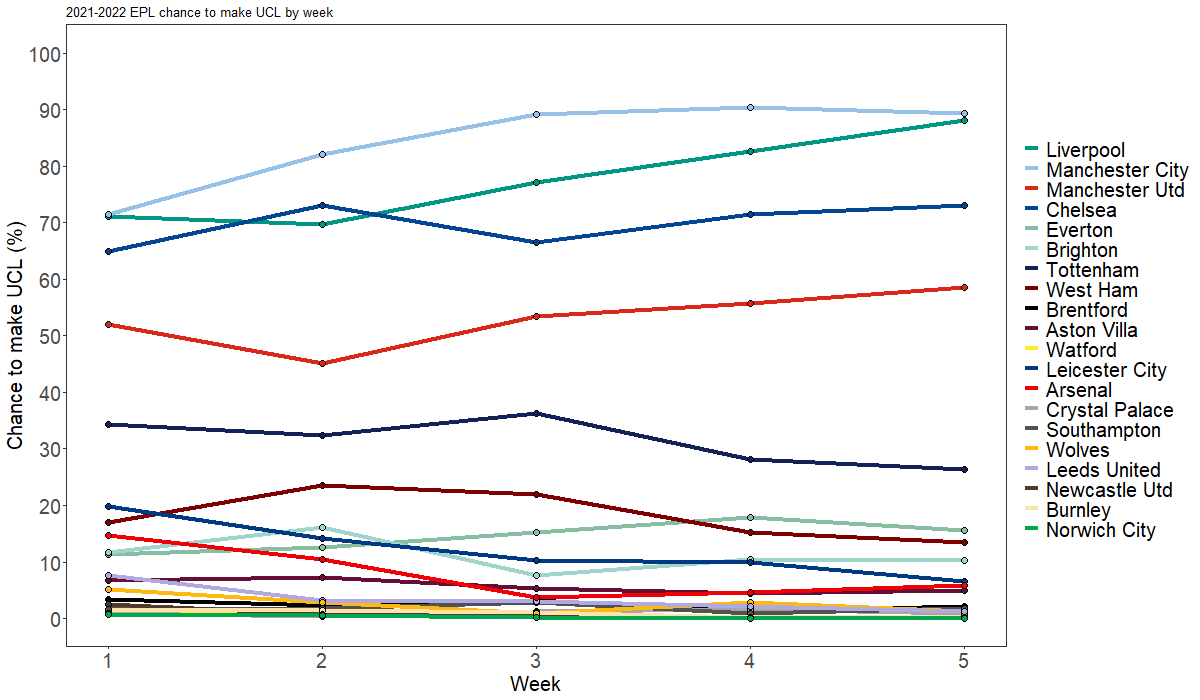 2021-2022 EPL chance to make UCL by week
100
90
80
70
60
50
40
30
20
10
0
Chance to make UCL (%)
1 2 3 4 5
Week
Liverpool
Manchester City
Manchester Utd
Chelsea
Everton
Brighton
Tottenham
West Ham
Brentford
Aston Villa
Watford
Leicester City
Arsenal
Crystal Palace
Southampton
Wolves
Leeds United
Newcastle Utd
Burnley
Norwich City